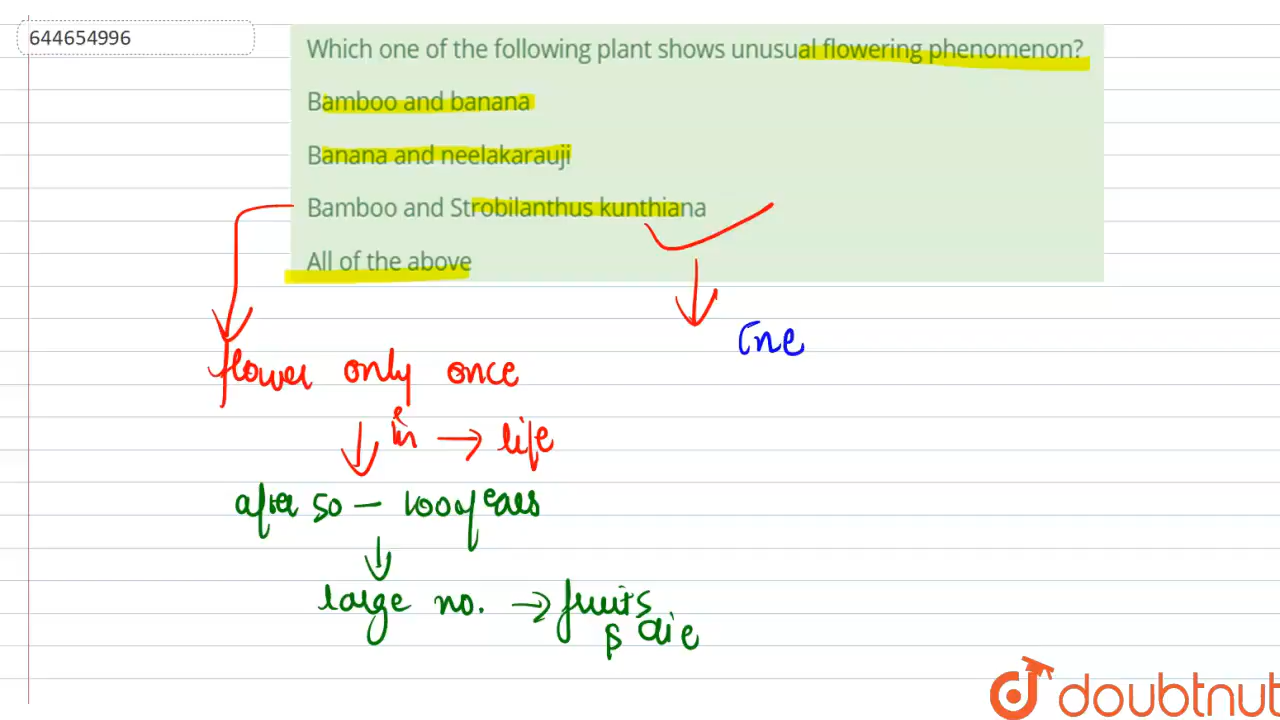 644654996
Which one of the following plant shows unusual flowering phenomenon?
Bamboo and banana
Banana and neelakarauji
Bamboo and Strobilanthus kunthiana
All of the above
flower only once
in → life
after 50 – 100 years
large no. → fruits
& die
doubtnut